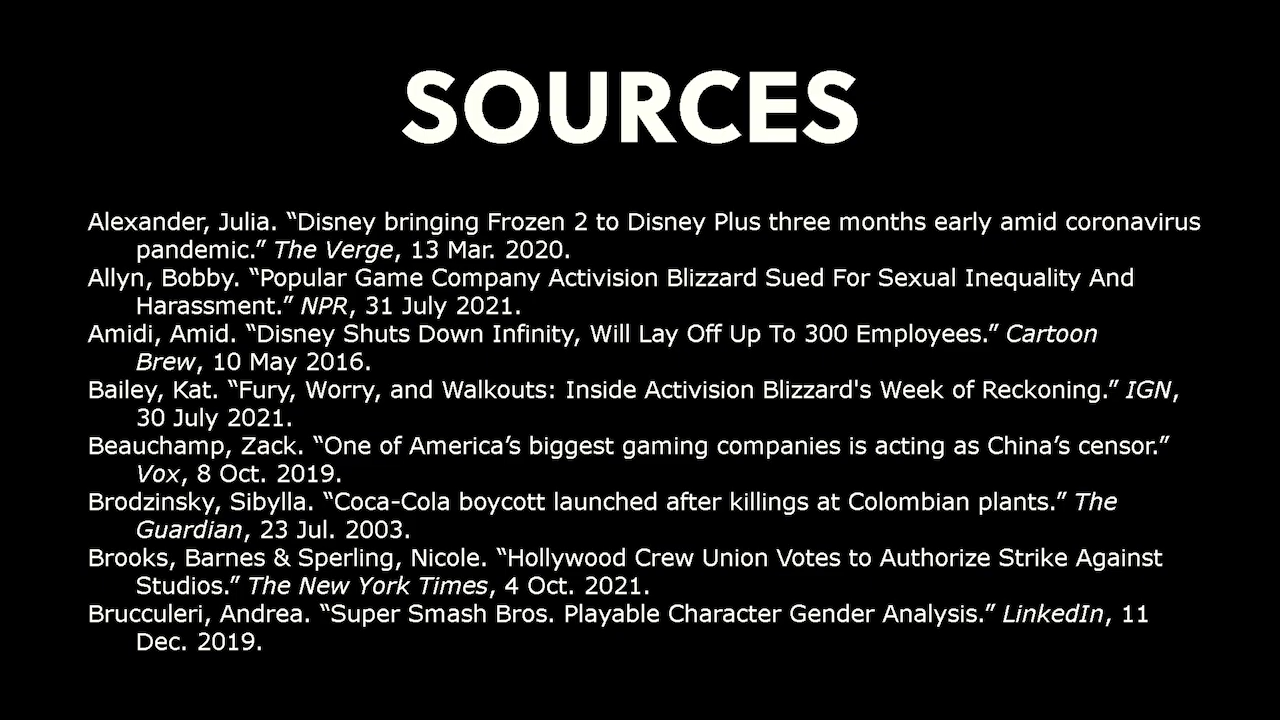 SOURCES
Alexander, Julia. “Disney bringing Frozen 2 to Disney Plus three months early amid coronavirus
pandemic.” The Verge, 13 Mar. 2020.
Allyn, Bobby. “Popular Game Company Activision Blizzard Sued For Sexual Inequality And
Harassment.” NPR, 31 July 2021.
Amidi, Amid. “Disney Shuts Down Infinity, Will Lay Off Up To 300 Employees.” Cartoon
Brew, 10 May 2016.
Bailey, Kat. “Fury, Worry, and Walkouts: Inside Activision Blizzard's Week of Reckoning.” IGN,
30 July 2021.
Beauchamp, Zack. “One of America’s biggest gaming companies is acting as China’s censor.”
Vox, 8 Oct. 2019.
Brodzinsky, Sibylla. “Coca-Cola boycott launched after killings at Colombian plants.” The
Guardian, 23 Jul. 2003.
Brooks, Barnes & Sperling, Nicole. “Hollywood Crew Union Votes to Authorize Strike Against
Studios.” The New York Times, 4 Oct. 2021.
Brucculeri, Andrea. “Super Smash Bros. Playable Character Gender Analysis.” LinkedIn, 11
Dec. 2019.